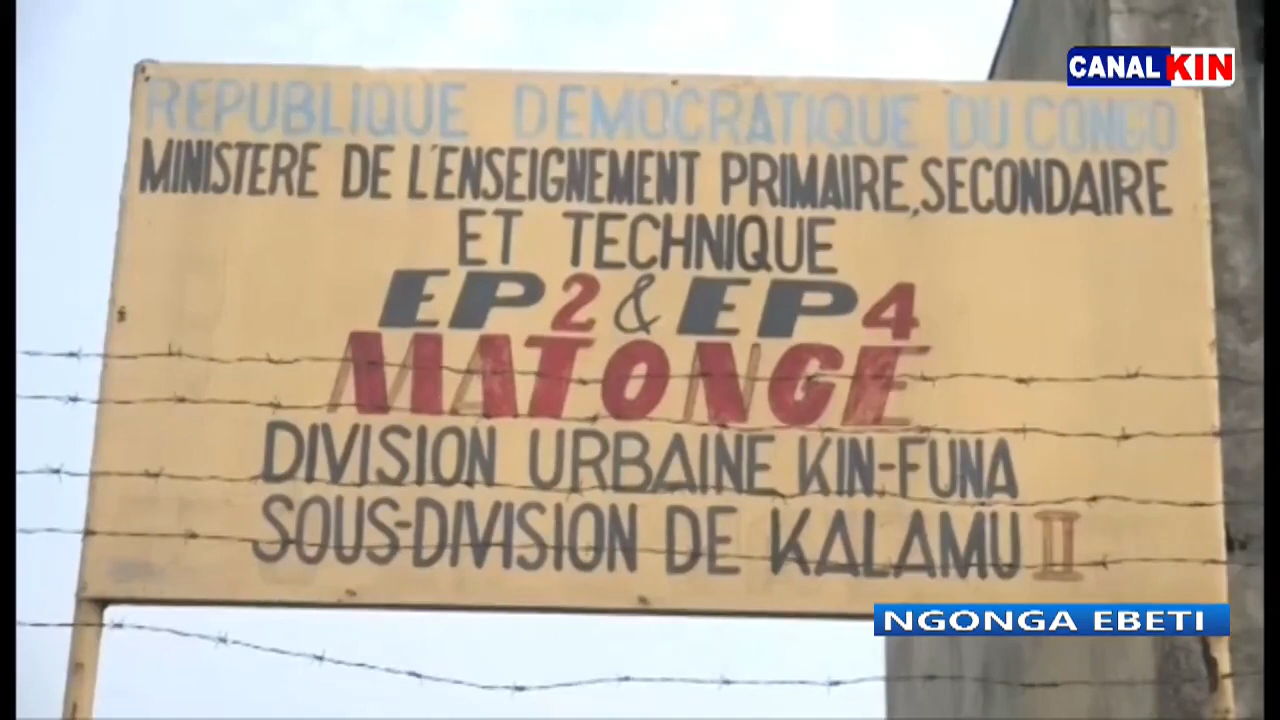 CANAL KIN
REPUBLIQUE DEMOCRATIQUE DU CONGO
MINISTERE DE L'ENSEIGNEMENT PRIMAIRE, SECONDAIRE
ET TECHNIQUE
EP2 & EP4
MATONGE
DIVISION URBAINE KIN-FUNA
SOUS-DIVISION DE KALAMU II
NGONGA EBETI